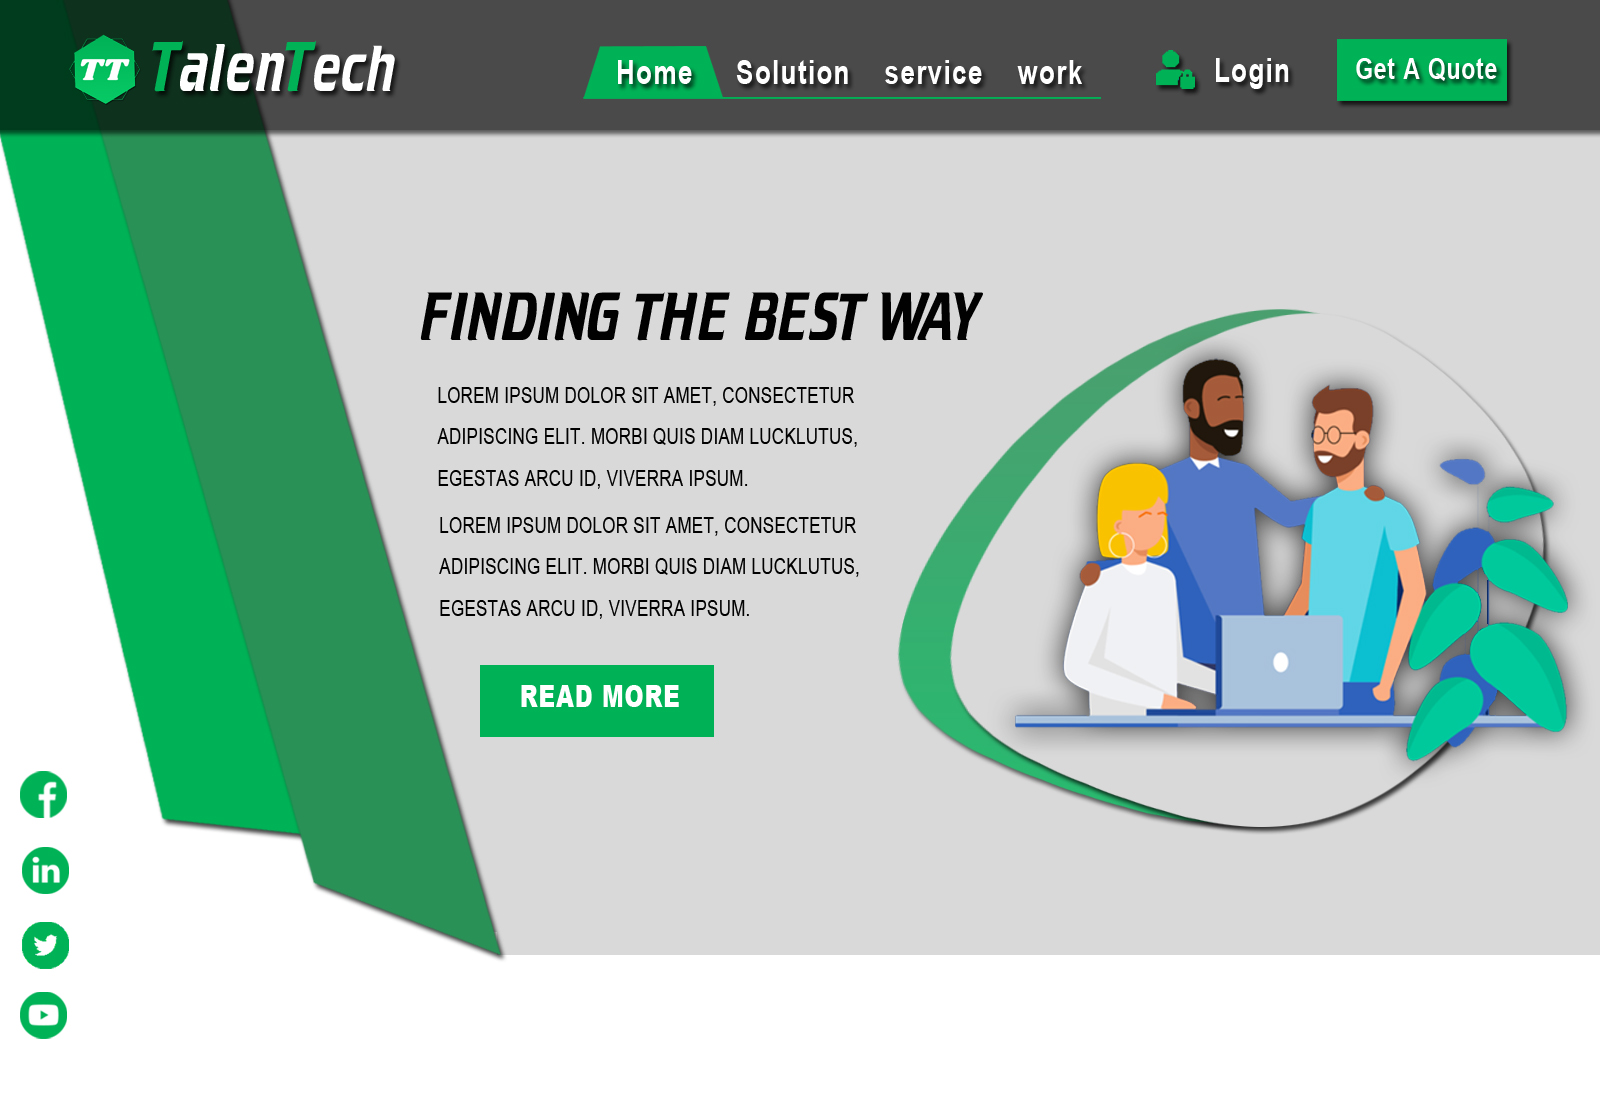 TT TalenTech
Home Solution service work
Login
Get A Quote
FINDING THE BEST WAY
LOREM IPSUM DOLOR SIT AMET, CONSECTETUR
ADIPISCING ELIT. MORBI QUIS DIAM LUCKLUTUS,
EGESTAS ARCU ID, VIVERRA IPSUM.
LOREM IPSUM DOLOR SIT AMET, CONSECTETUR
ADIPISCING ELIT. MORBI QUIS DIAM LUCKLUTUS,
EGESTAS ARCU ID, VIVERRA IPSUM.
READ MORE
f
in